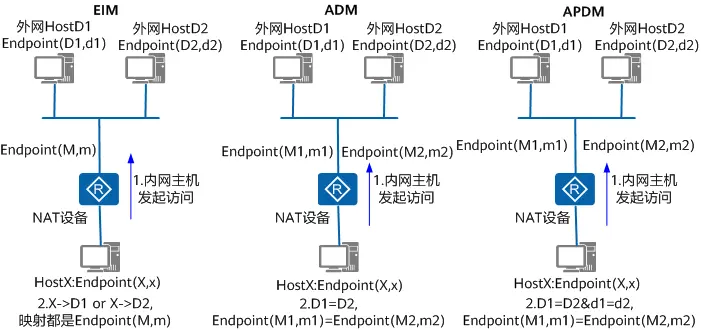 EIM
外网HostD1
Endpoint(D1,d1)
外网HostD2
Endpoint(D2,d2)
Endpoint(M,m)
R
1.内网主机
发起访问
NAT设备
HostX:Endpoint(X,x)
2.X->D1 or X->D2,
映射都是Endpoint(M,m)
ADM
外网HostD1
Endpoint(D1,d1)
外网HostD2
Endpoint(D2,d2)
Endpoint(M1,m1)
Endpoint(M2,m2)
R
1.内网主机
发起访问
NAT设备
HostX:Endpoint(X,x)
2.D1=D2,
Endpoint(M1,m1)=Endpoint(M2,m2)
APDM
外网HostD1
Endpoint(D1,d1)
外网HostD2
Endpoint(D2,d2)
Endpoint(M1,m1)
Endpoint(M2,m2)
R
1.内网主机
发起访问
NAT设备
HostX:Endpoint(X,x)
2.D1=D2&d1=d2,
Endpoint(M1,m1)=Endpoint(M2,m2)